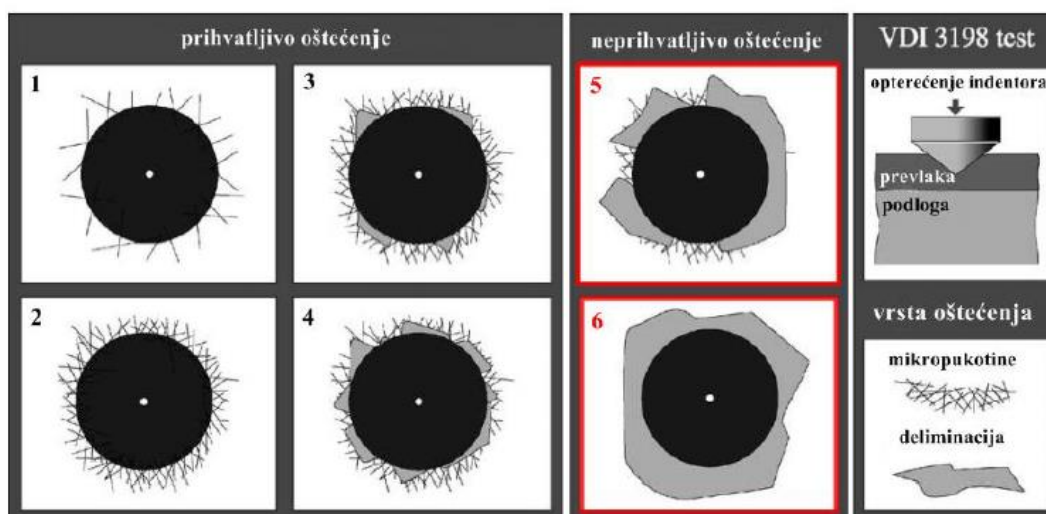 prihvatljivo oštećenje
1
3
2
4
neprihvatljivo oštećenje
5
6
VDI 3198 test
opterećenje indentora
prevlaka
podloga
vrsta oštećenja
mikropukotine
deliminacija